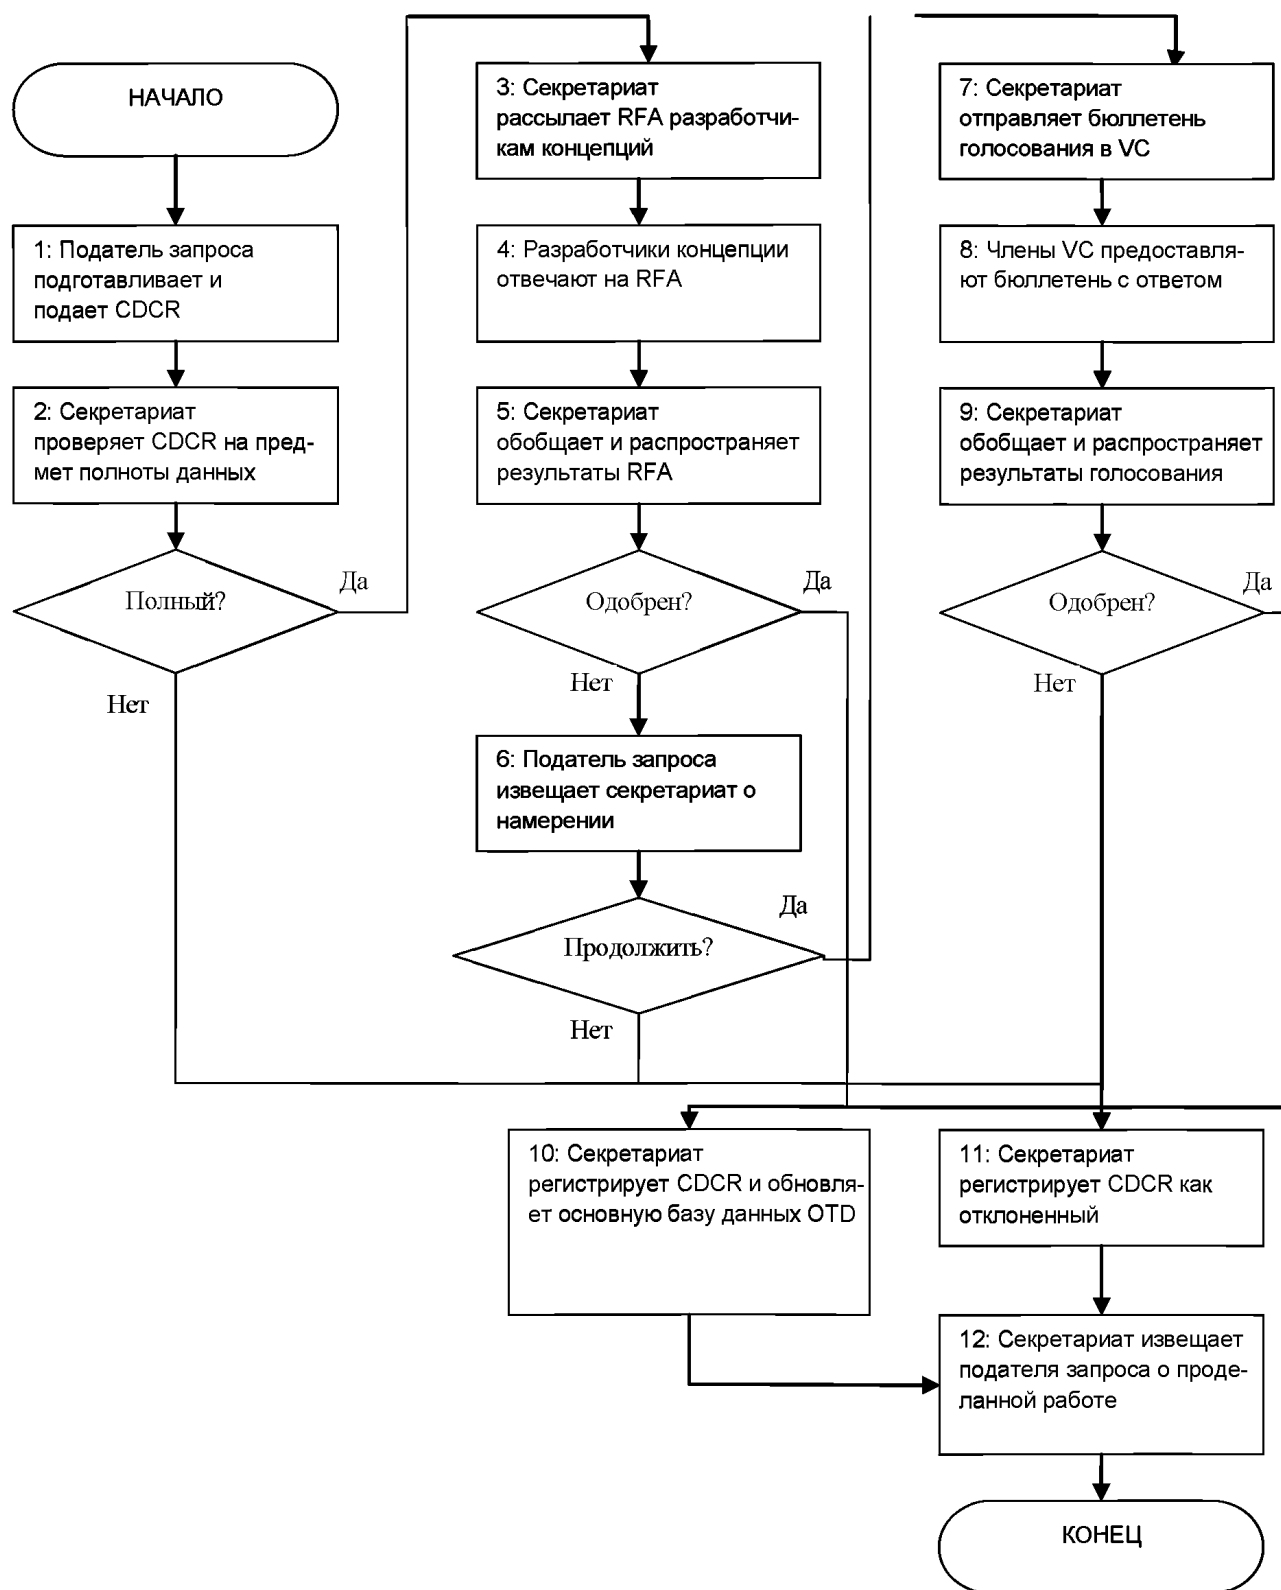 НАЧАЛО
1: Податель запроса
подготавливает и
подает CDCR
2: Секретариат
проверяет CDCR на пред-
мет полноты данных
Полный?
Да
Нет
3: Секретариат
рассылает RFA разработчи-
кам концепций
4: Разработчики концепции
отвечают на RFA
5: Секретариат
обобщает и распространяет
результаты RFA
Одобрен?
Да
Нет
6: Податель запроса
извещает секретариат о
намерении
Продолжить?
Да
Нет
7: Секретариат
отправляет бюллетень
голосования в VC
8: Члены VC предоставля-
ют бюллетень с ответом
9: Секретариат
обобщает и распространяет
результаты голосования
Одобрен?
Да
Нет
10: Секретариат
регистрирует CDCR и обновля-
ет основную базу данных OTD
11: Секретариат
регистрирует CDCR как
отклоненный
12: Секретариат извещает
подателя запроса о проде-
ланной работе
КОНЕЦ